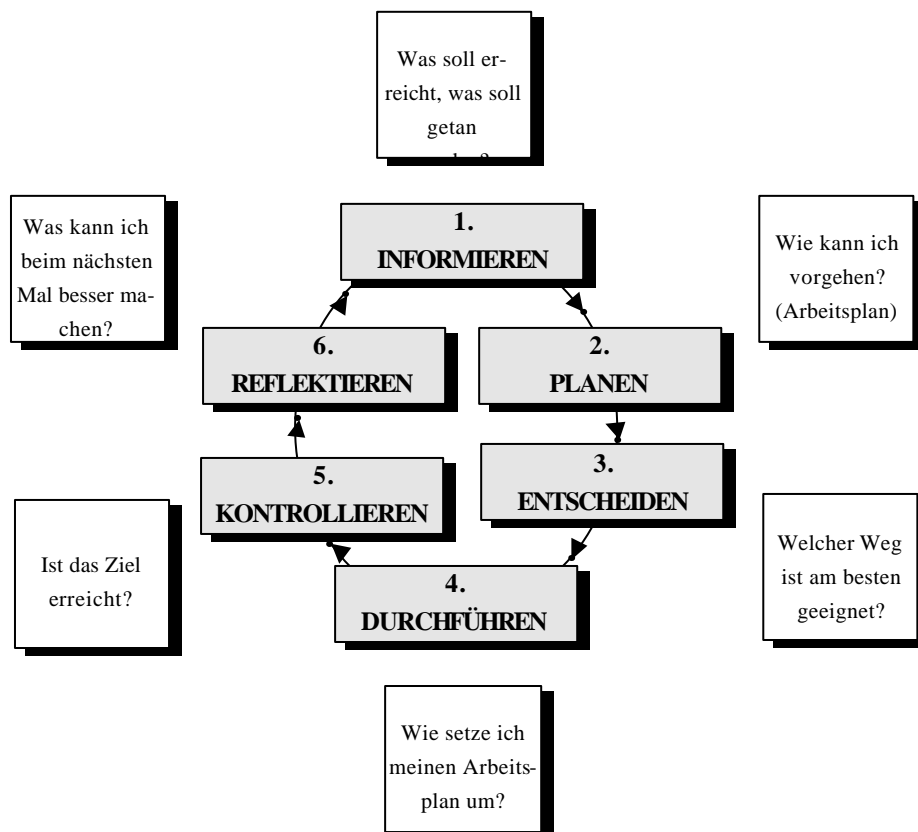 Was soll er-
reicht, was soll
getan
1.
INFORMIEREN
Wie kann ich
vorgehen?
(Arbeitsplan)
2.
PLANEN
3.
ENTSCHEIDEN
Welcher Weg
ist am besten
geeignet?
4.
DURCHFÜHREN
Wie setze ich
meinen Arbeits-
plan um?
5.
KONTROLLIEREN
Ist das Ziel
erreicht?
6.
REFLEKTIEREN
Was kann ich
beim nächsten
Mal besser ma-
chen?